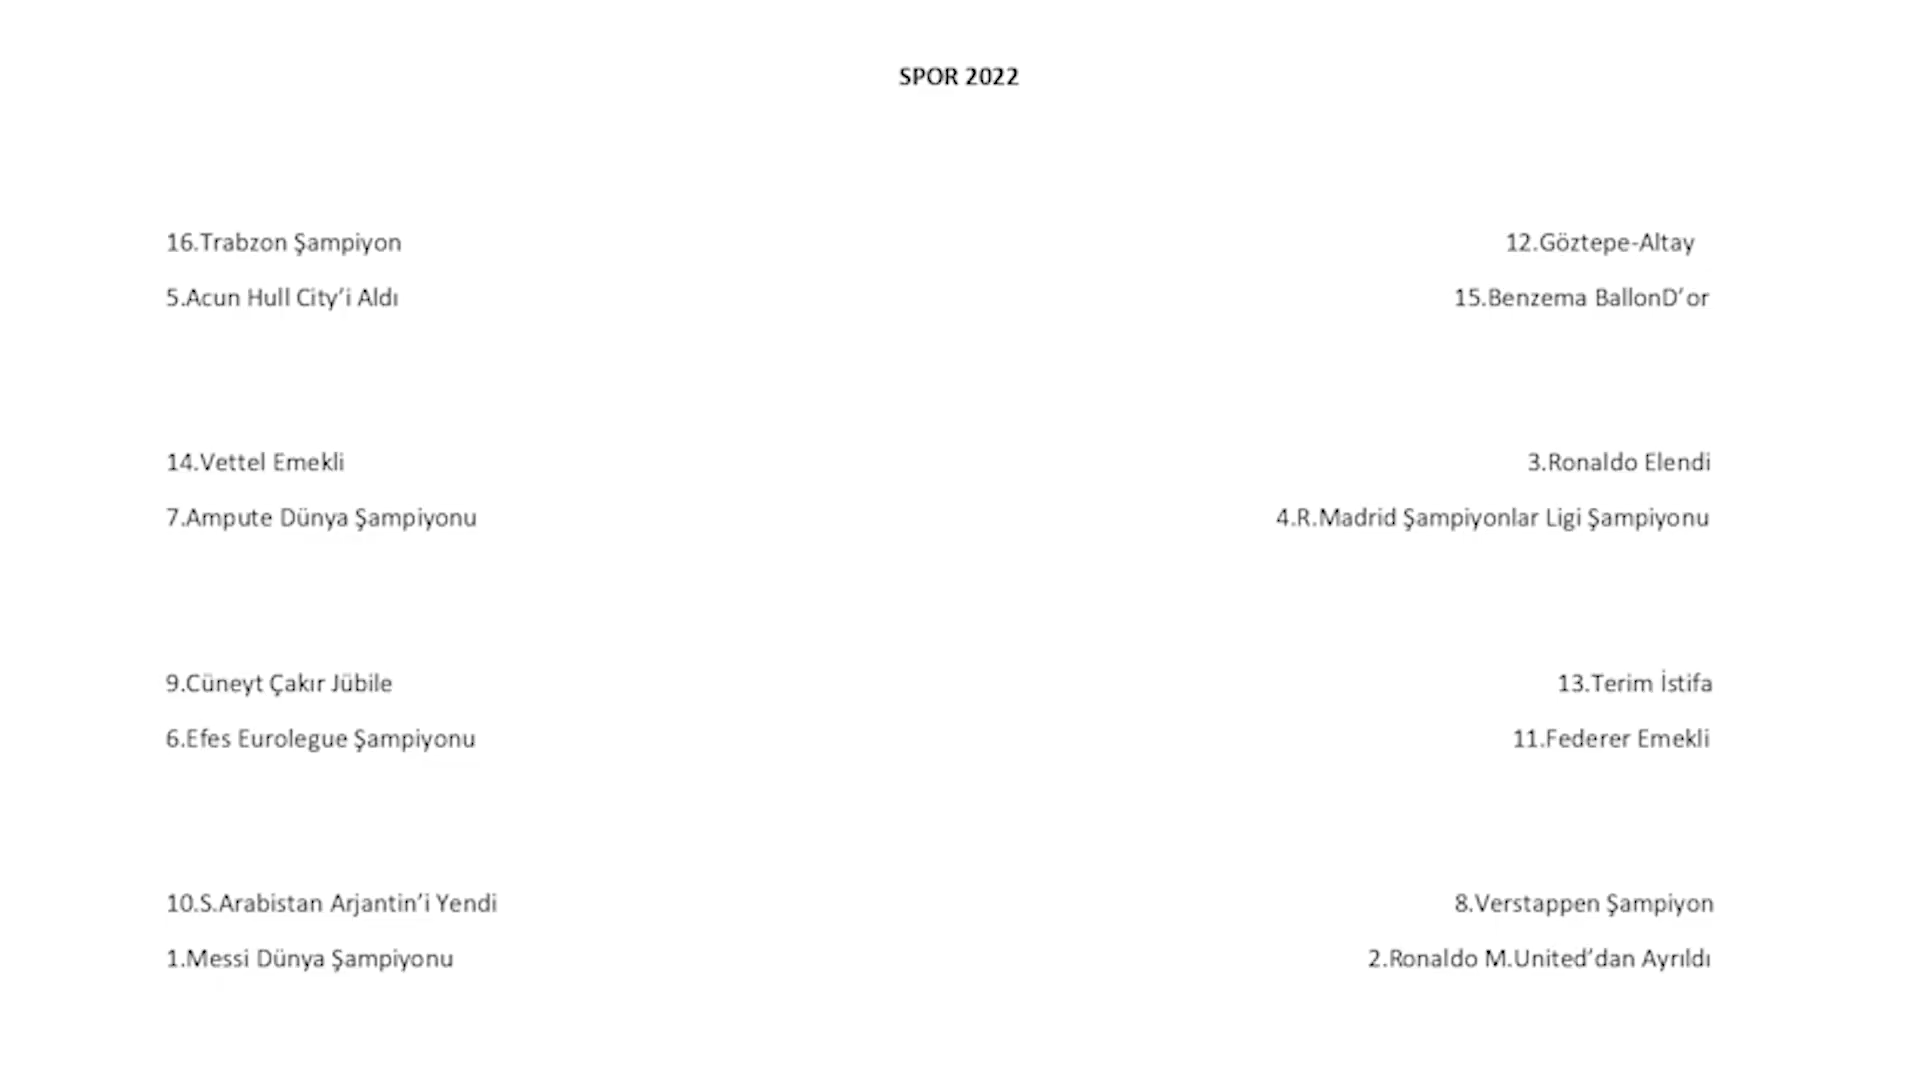 SPOR 2022
16.Trabzon Şampiyon
12.Göztepe-Altay
5.Acun Hull City’i Aldı
15.Benzema BallonD’or
14.Vettel Emekli
3.Ronaldo Elendi
7.Ampute Dünya Şampiyonu
4.R.Madrid Şampiyonlar Ligi Şampiyonu
9.Cüneyt Çakır Jübile
13.Terim İstifa
6.Efes Eurolegue Şampiyonu
11.Federer Emekli
10.S.Arabistan Arjantin’i Yendi
8.Verstappen Şampiyon
1.Messi Dünya Şampiyonu
2.Ronaldo M.United’dan Ayrıldı